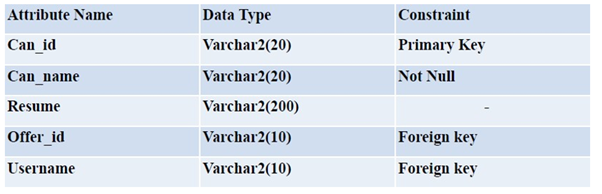 Attribute Name Data Type Constraint
Can_id Varchar2(20) Primary Key
Can_name Varchar2(20) Not Null
Resume Varchar2(200) -
Offer_id Varchar2(10) Foreign key
Username Varchar2(10) Foreign key